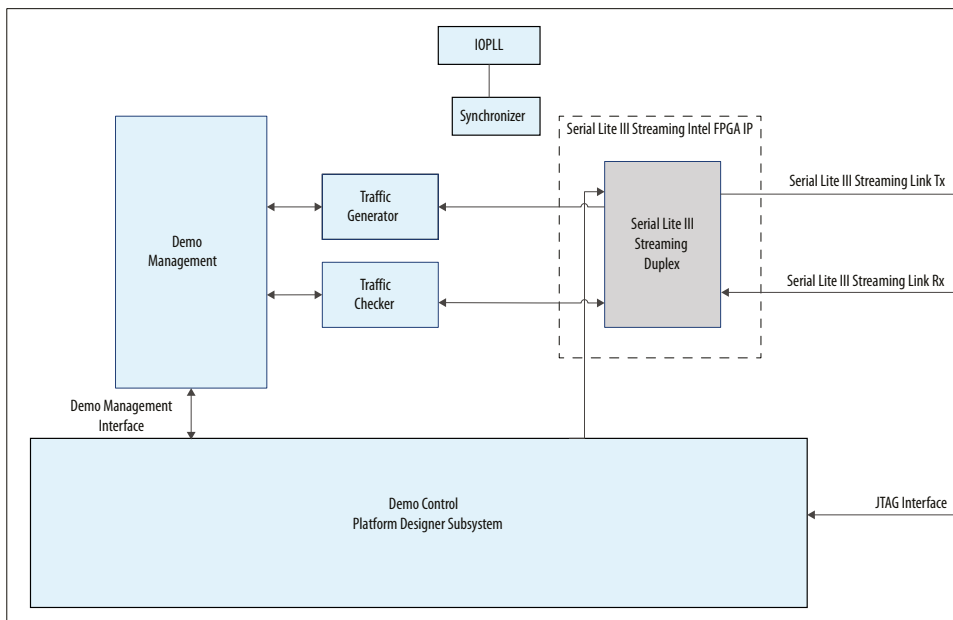 IOPLL
Synchronizer
Serial Lite III Streaming Intel FPGA IP
Serial Lite III Streaming Link Tx
Traffic
Generator
Serial Lite III
Streaming
Duplex
Demo
Management
Traffic
Checker
Serial Lite III Streaming Link Rx
Demo Management
Interface
Demo Control
Platform Designer Subsystem
JTAG Interface